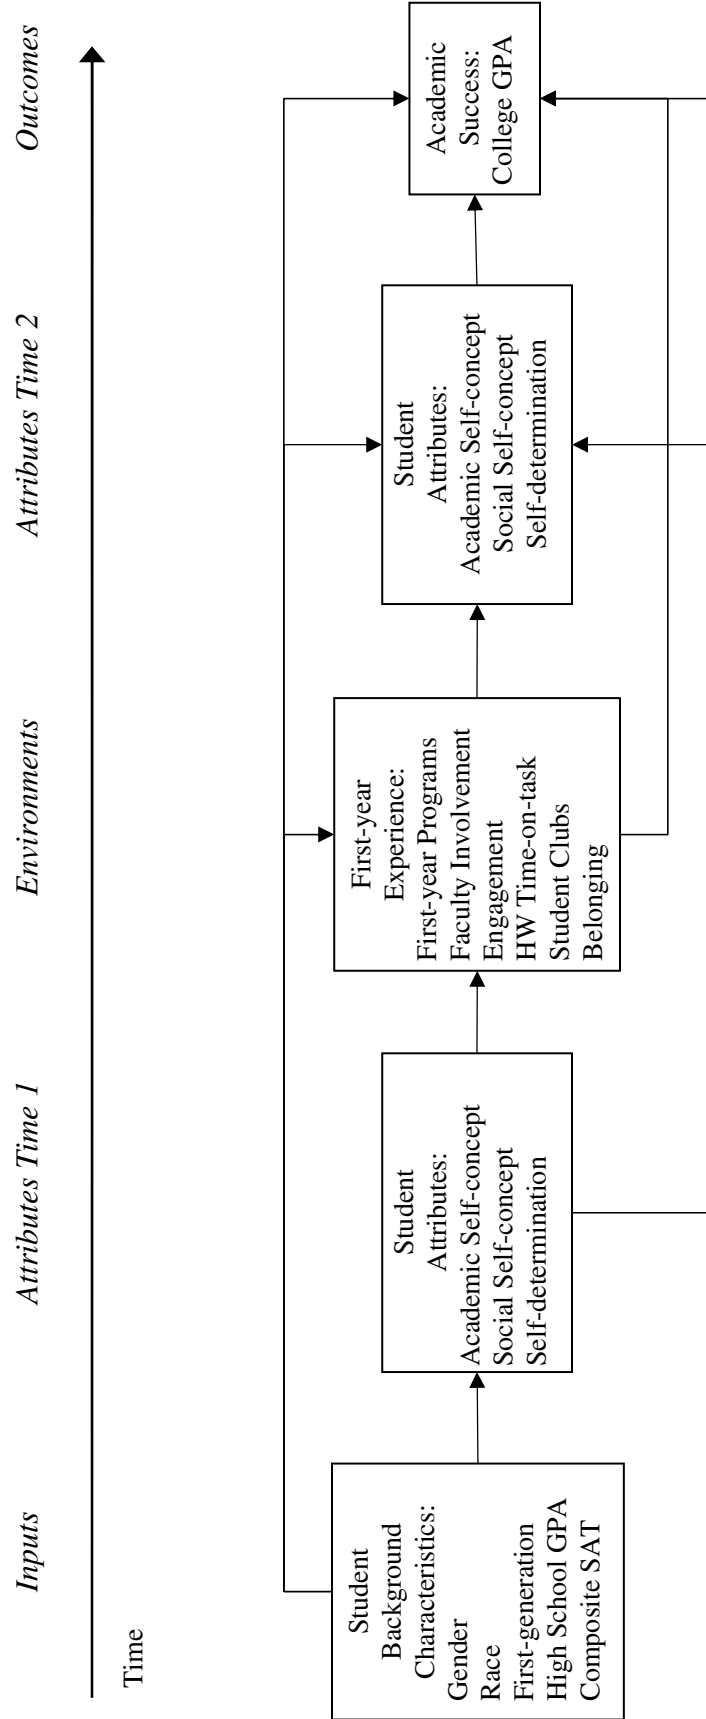 Inputs
Attributes Time 1
Environments
Attributes Time 2
Outcomes
Time
Student
Background
Characteristics:
Gender
Race
First-generation
High School GPA
Composite SAT
Student
Attributes:
Academic Self-concept
Social Self-concept
Self-determination
First-year
Experience:
First-year Programs
Faculty Involvement
Engagement
HW Time-on-task
Student Clubs
Belonging
Student
Attributes:
Academic Self-concept
Social Self-concept
Self-determination
Academic
Success:
College GPA